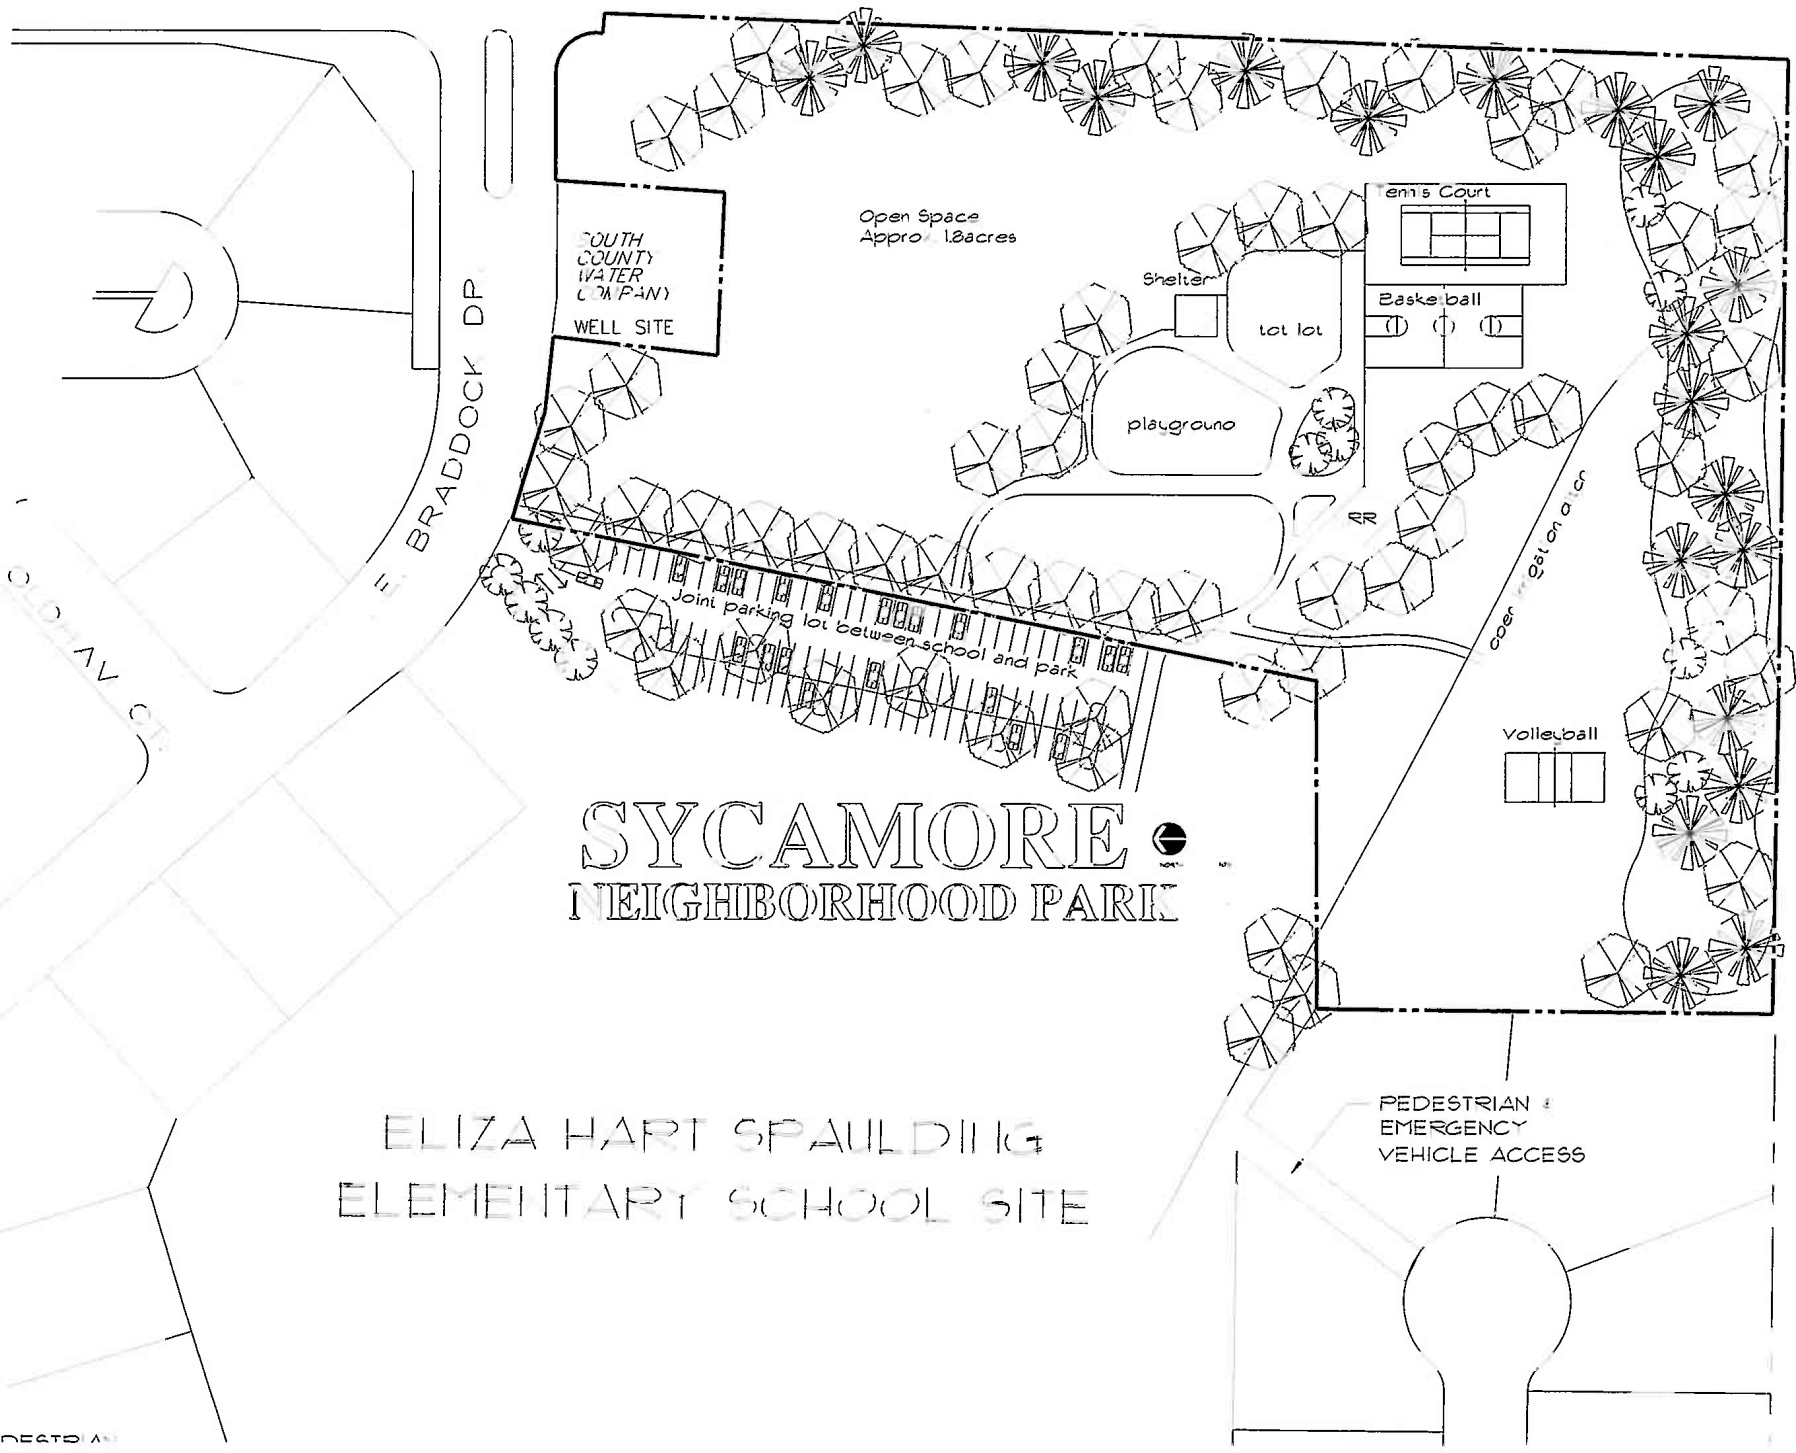 Open Space
Appro . 1.8acres
Tennis Court
SOUTH
COUNTY
WATER
COMPANY
WELL SITE
Shelter
Basketball
tot lot
E. BRADDOCK DR.
playground
RR
Joint parking lot between school and park
Volleyball
SYCAMORE
NEIGHBORHOOD PARK
NORTH
ELIZA HART SPAULDING
ELEMENTARY SCHOOL SITE
PEDESTRIAN &
EMERGENCY
VEHICLE ACCESS